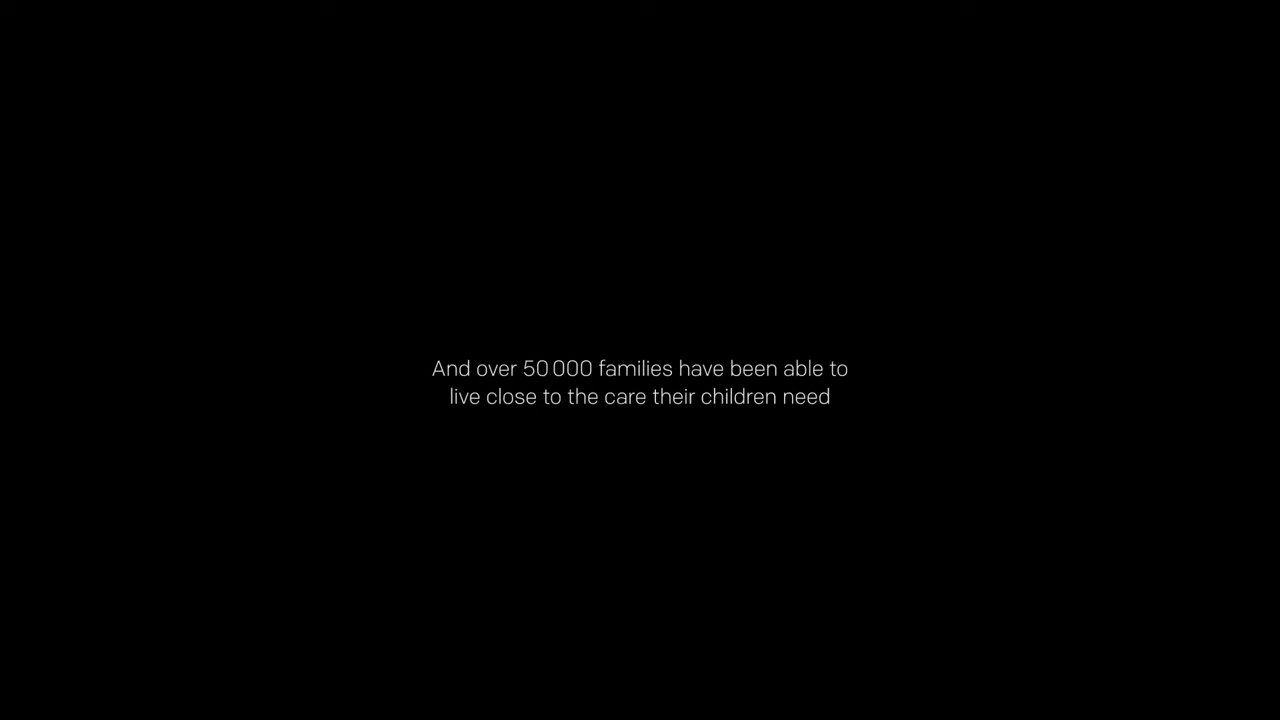 And over 50 000 families have been able to
live close to the care their children need